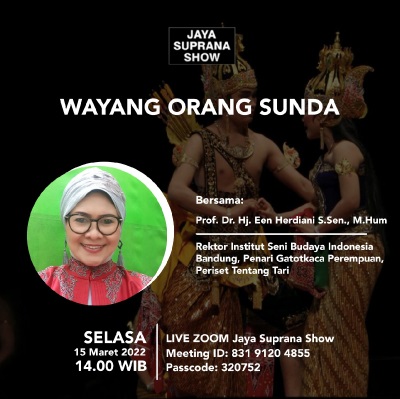 JAYA
SUPRANA
SHOW
WAYANG ORANG SUNDA
Bersama:
Prof. Dr. Hj. Een Herdiani S.Sen., M.Hum
Rektor Institut Seni Budaya Indonesia
Bandung, Penari Gatotkaca Perempuan,
Periset Tentang Tari
SELASA
15 Maret 2022
14.00 WIB
LIVE ZOOM Jaya Suprana Show
Meeting ID: 831 9120 4855
Passcode: 320752